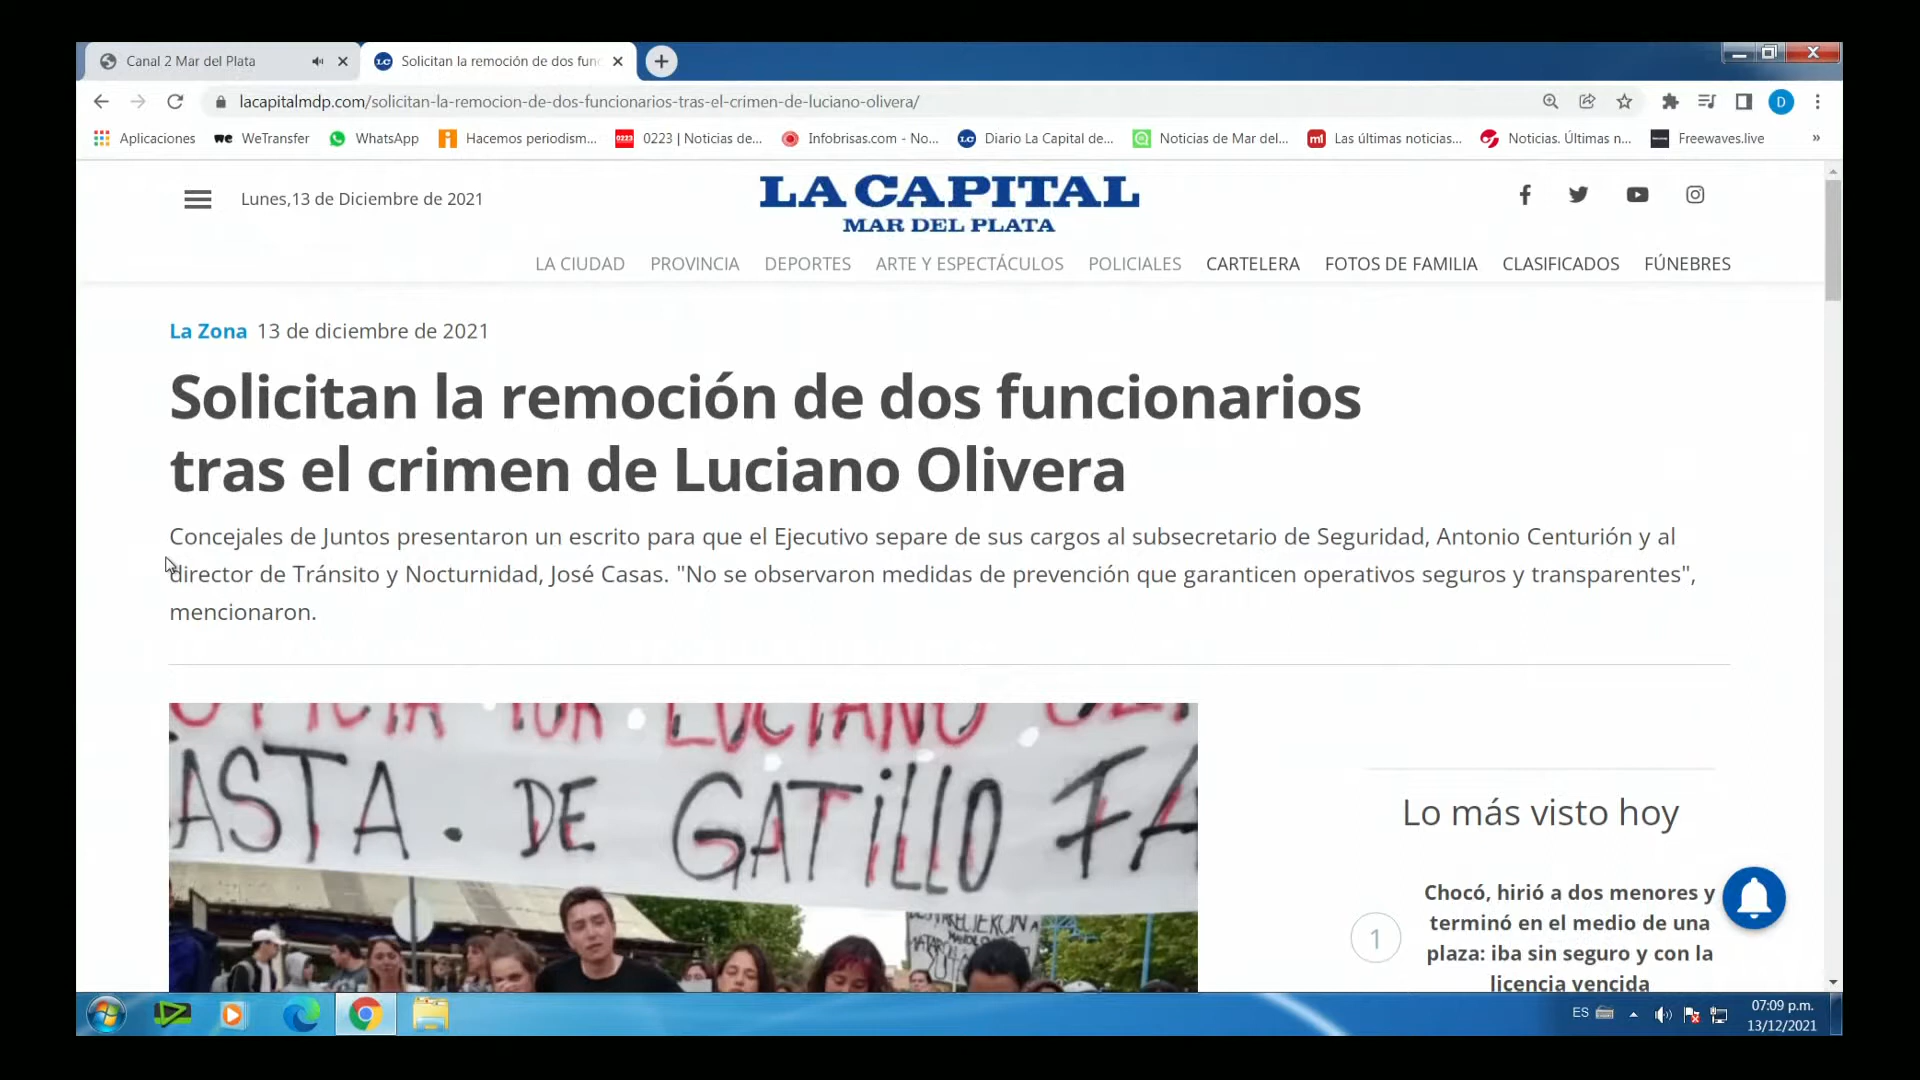 Canal 2 Mar del Plata
Solicitan la remoción de dos func
lacapitalmdp.com/solicitan-la-remocion-de-dos-funcionarios-tras-el-crimen-de-luciano-olivera/
D
Aplicaciones
WeTransfer
WhatsApp
Hacemos periodism...
0223 | Noticias de...
Infobrisas.com - No...
Diario La Capital de...
Noticias de Mar del...
Las últimas noticias...
Noticias. Últimas n...
Freewaves.live
Lunes,13 de Diciembre de 2021
LA CAPITAL
MAR DEL PLATA
LA CIUDAD PROVINCIA DEPORTES ARTE Y ESPECTÁCULOS POLICIALES CARTELERA FOTOS DE FAMILIA CLASIFICADOS FÚNEBRES
La Zona 13 de diciembre de 2021
Solicitan la remoción de dos funcionarios
tras el crimen de Luciano Olivera
Concejales de Juntos presentaron un escrito para que el Ejecutivo separe de sus cargos al subsecretario de Seguridad, Antonio Centurión y al
director de Tránsito y Nocturnidad, José Casas. "No se observaron medidas de prevención que garanticen operativos seguros y transparentes",
mencionaron.
LUCIANO
ASTA. DE GATiLLO FA
Lo más visto hoy
1
Chocó, hirió a dos menores y
terminó en el medio de una
plaza: iba sin seguro y con la
licencia vencida
ES
07:09 p.m.
13/12/2021